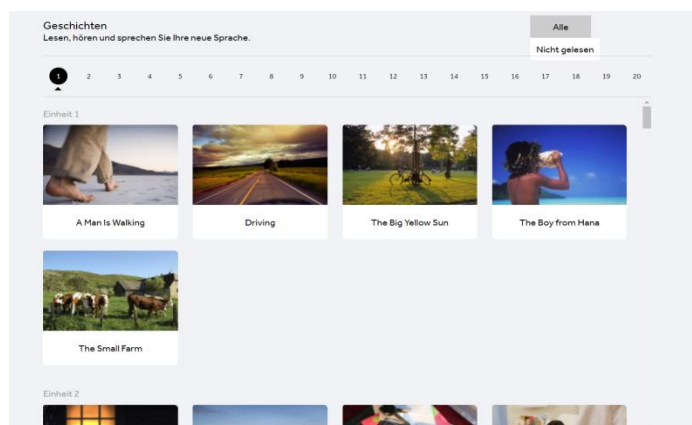 Geschichten
Lesen, hören und sprechen Sie Ihre neue Sprache.
Alle
Nicht gelesen
1 2 3 4 5 6 7 8 9 10 11 12 13 14 15 16 17 18 19 20
Einheit 1
A Man Is Walking
Driving
The Big Yellow Sun
The Boy from Hana
The Small Farm
Einheit 2